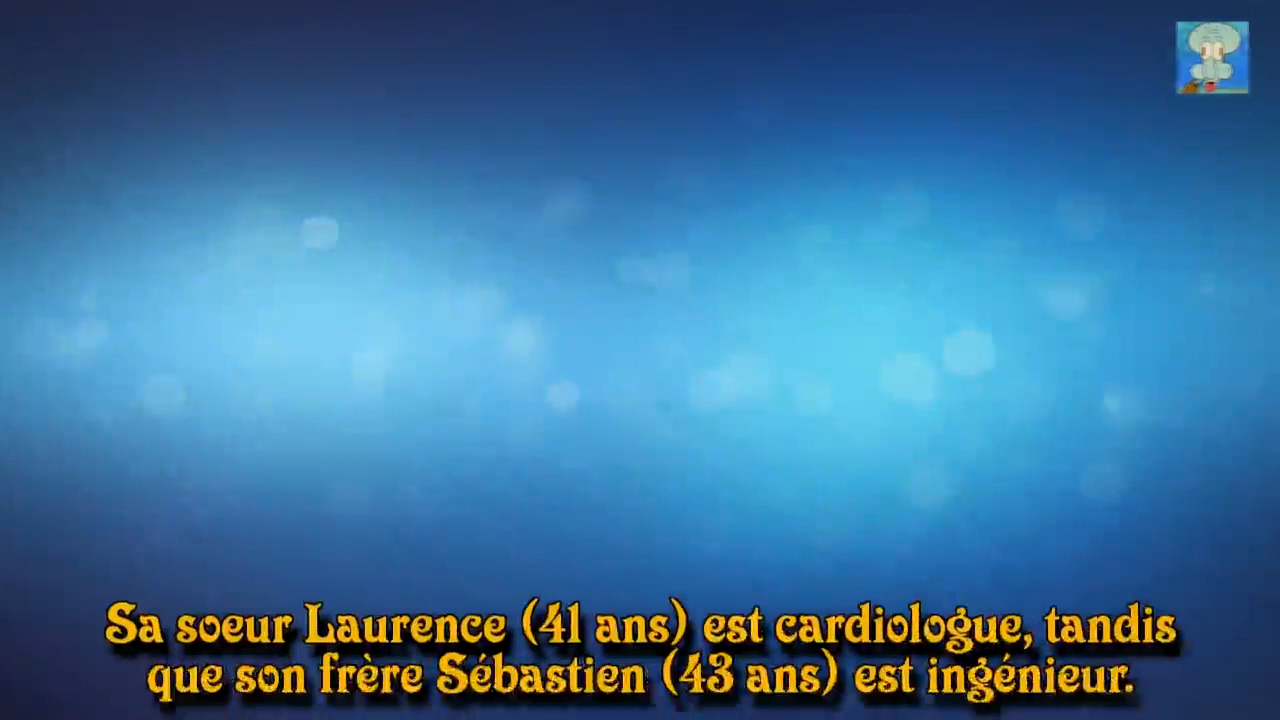 Sa soeur Laurence (41 ans) est cardiologue, tandis
que son frère Sébastien (43 ans) est ingénieur.